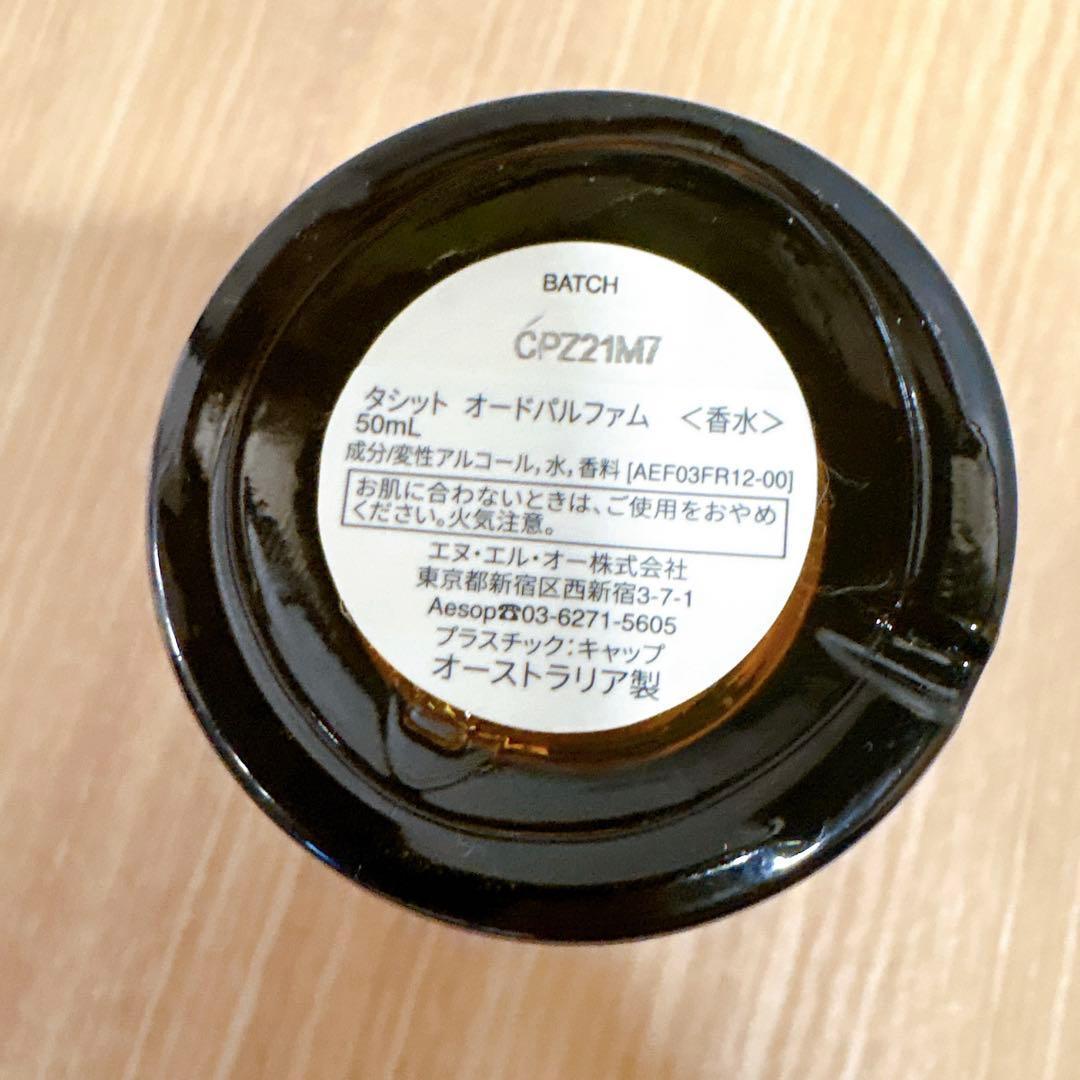 BATCH
CPZ21M7
タシット オードパルファム <香水>
50mL
成分/変性アルコール,水,香料 [AEF03FR12-00]
お肌に合わないときは、ご使用をおやめ
ください。火気注意。
エヌ・エル・オー株式会社
東京都新宿区西新宿3-7-1
Aesop☎03-6271-5605
プラスチック:キャップ
オーストラリア製